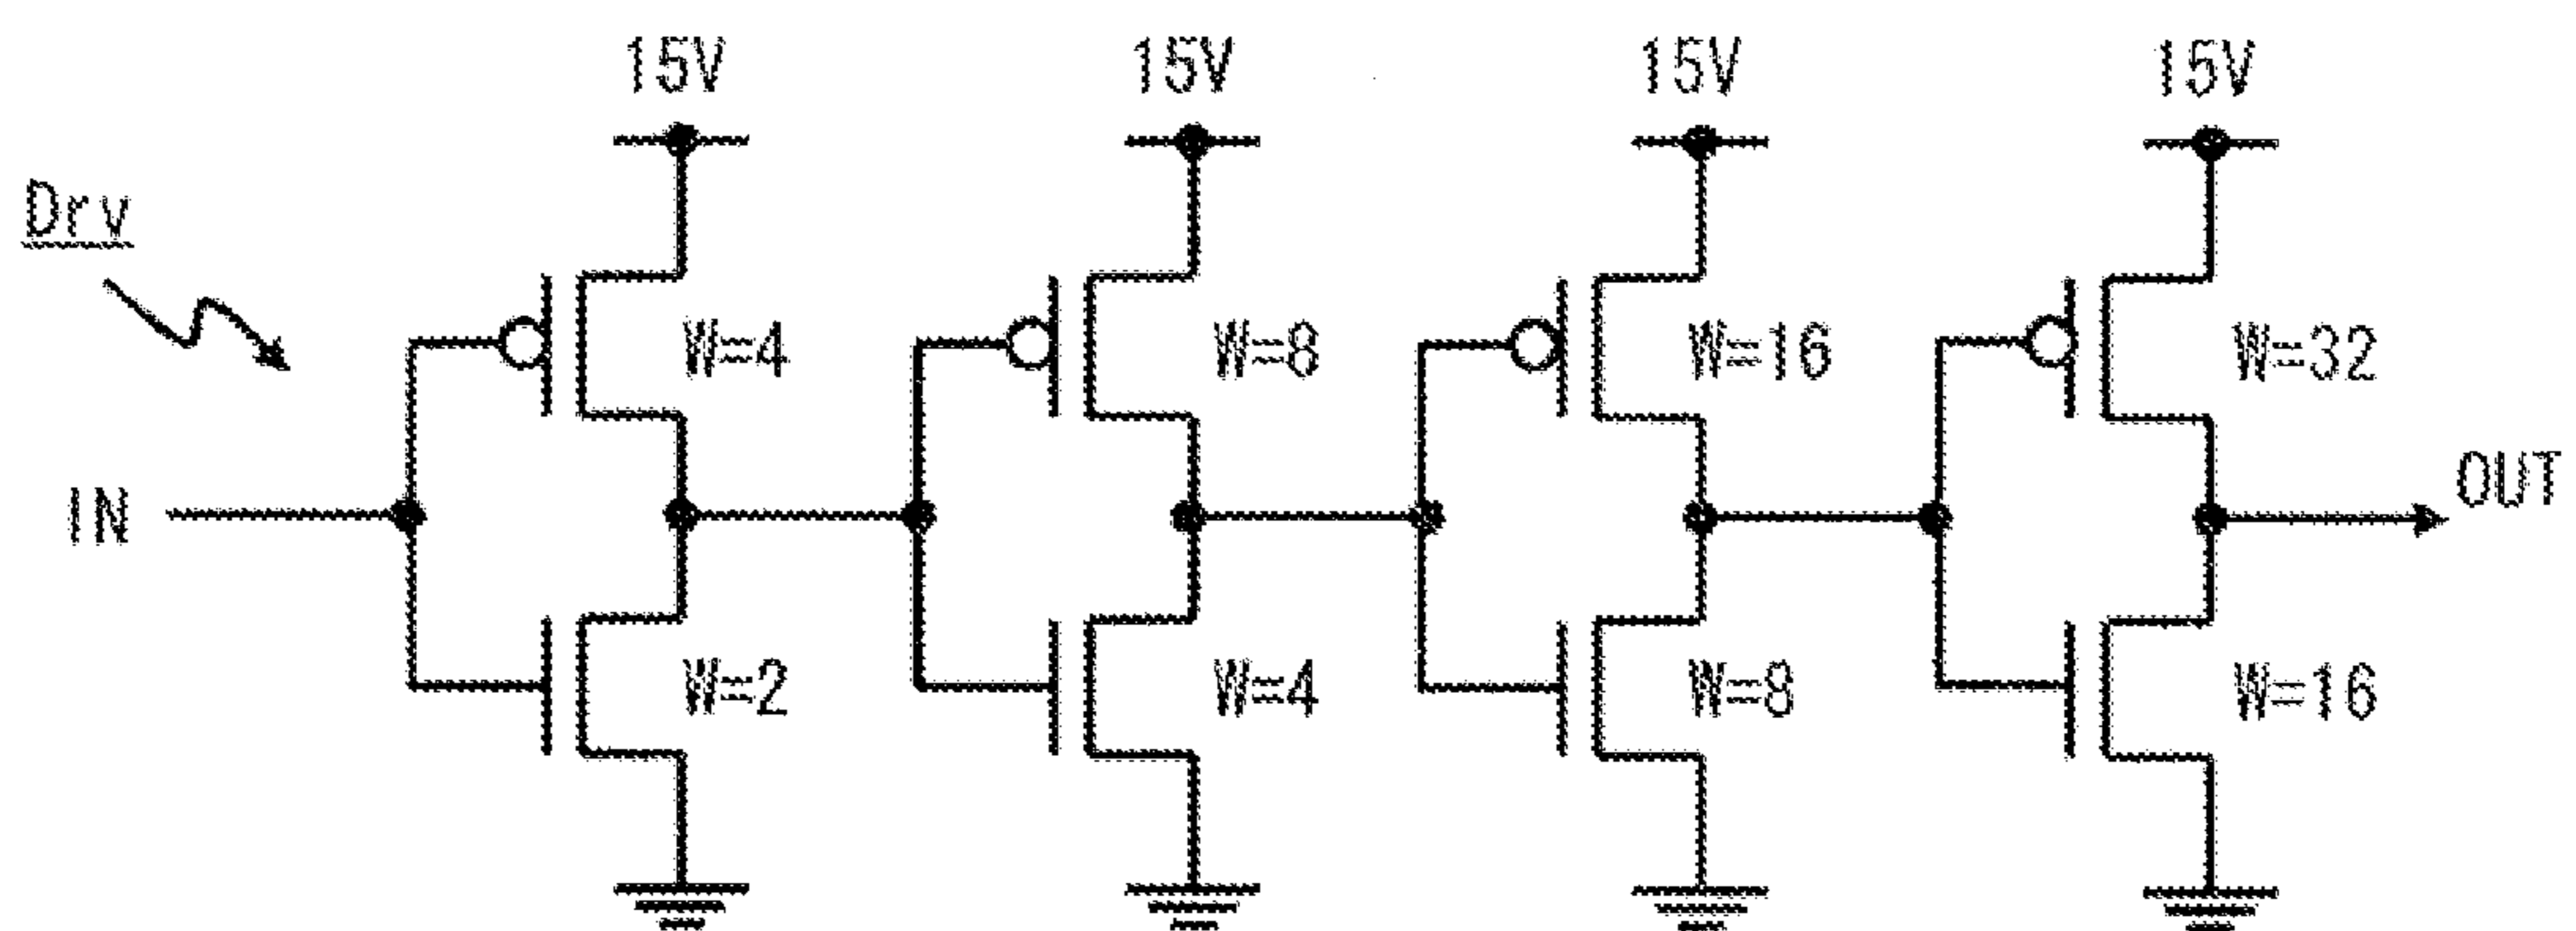 15V 15V 15V 15V
Drv
W=4 W=8 W=16 W=32
IN OUT
W=2 W=4 W=8 W=16